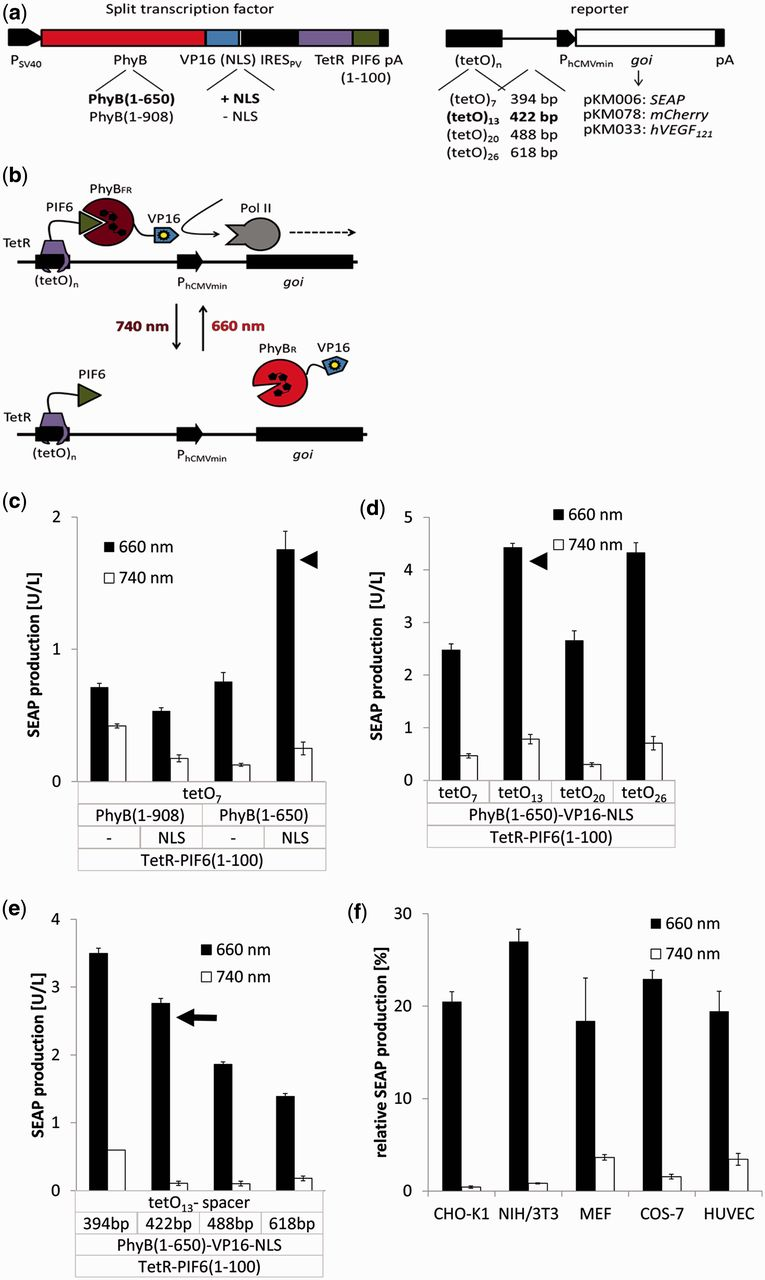 (a) Split transcription factor reporter
P_SV40 PhyB VP16 (NLS) IRES_PV TetR PIF6 pA
(1-100)
PhyB(1-650) + NLS
PhyB(1-908) - NLS
(tetO)n P_hCMVmin goi pA
(tetO)7 394 bp pKM006: SEAP
(tetO)13 422 bp pKM078: mCherry
(tetO)20 488 bp pKM033: hVEGF121
(tetO)26 618 bp
(b)
PhyB_FR
PIF6 VP16 Pol II
TetR
(tetO)n P_hCMVmin goi
740 nm 660 nm
PhyB_R VP16
PIF6
TetR
(tetO)n P_hCMVmin goi
(c)
SEAP production [U/L]
2
1
0
660 nm
740 nm
tetO7
PhyB(1-908) PhyB(1-650)
- NLS - NLS
TetR-PIF6(1-100)
(d)
SEAP production [U/L]
5
4
3
2
1
0
660 nm
740 nm
tetO7 tetO13 tetO20 tetO26
PhyB(1-650)-VP16-NLS
TetR-PIF6(1-100)
(e)
SEAP production [U/L]
4
3
2
1
0
660 nm
740 nm
tetO13- spacer
394bp 422bp 488bp 618bp
PhyB(1-650)-VP16-NLS
TetR-PIF6(1-100)
(f)
relative SEAP production [%]
30
20
10
0
660 nm
740 nm
CHO-K1 NIH/3T3 MEF COS-7 HUVEC